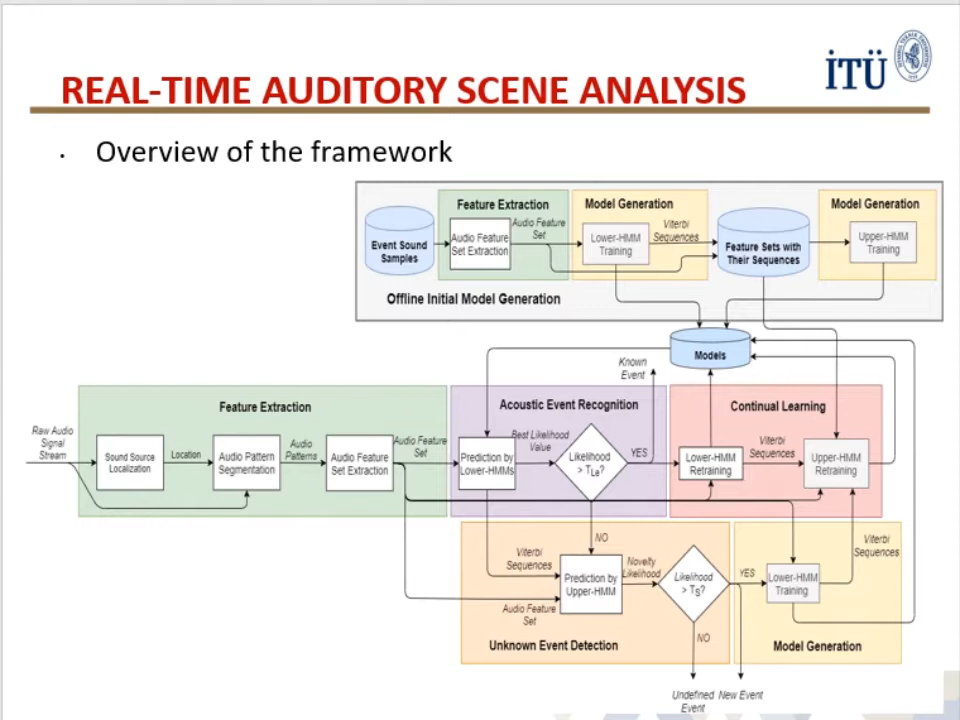 REAL-TIME AUDITORY SCENE ANALYSIS
İTÜ
• Overview of the framework
Feature Extraction
Model Generation
Model Generation
Event Sound
Samples
Audio Feature
Set Extraction
Audio Feature
Set
Lower-HMM
Training
Viterbi
Sequences
Feature Sets with
Their Sequences
Upper-HMM
Training
Offline Initial Model Generation
Models
Known
Event
Feature Extraction
Acoustic Event Recognition
Continual Learning
Raw Audio
Signal
Stream
Sound Source
Localization
Location
Audio Pattern
Segmentation
Audio
Patterns
Audio Feature
Set Extraction
Audio Feature
Set
Prediction by
Lower-HMMs
Best Likelihood
Value
Likelihood
> TLe?
YES
Lower-HMM
Retraining
Viterbi
Sequences
Upper-HMM
Retraining
NO
Viterbi
Sequences
Audio Feature
Set
Prediction by
Upper-HMM
Novelty
Likelihood
Likelihood
> TS?
YES
Lower-HMM
Training
Viterbi
Sequences
NO
Unknown Event Detection
Model Generation
Undefined
Event
New Event